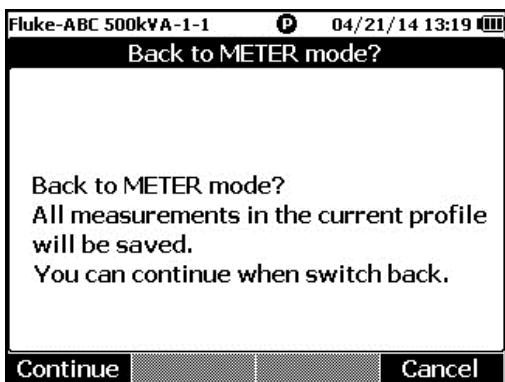 Fluke-ABC 500kVA-1-1 P 04/21/14 13:19
Back to METER mode?
Back to METER mode?
All measurements in the current profile
will be saved.
You can continue when switch back.
Continue Cancel